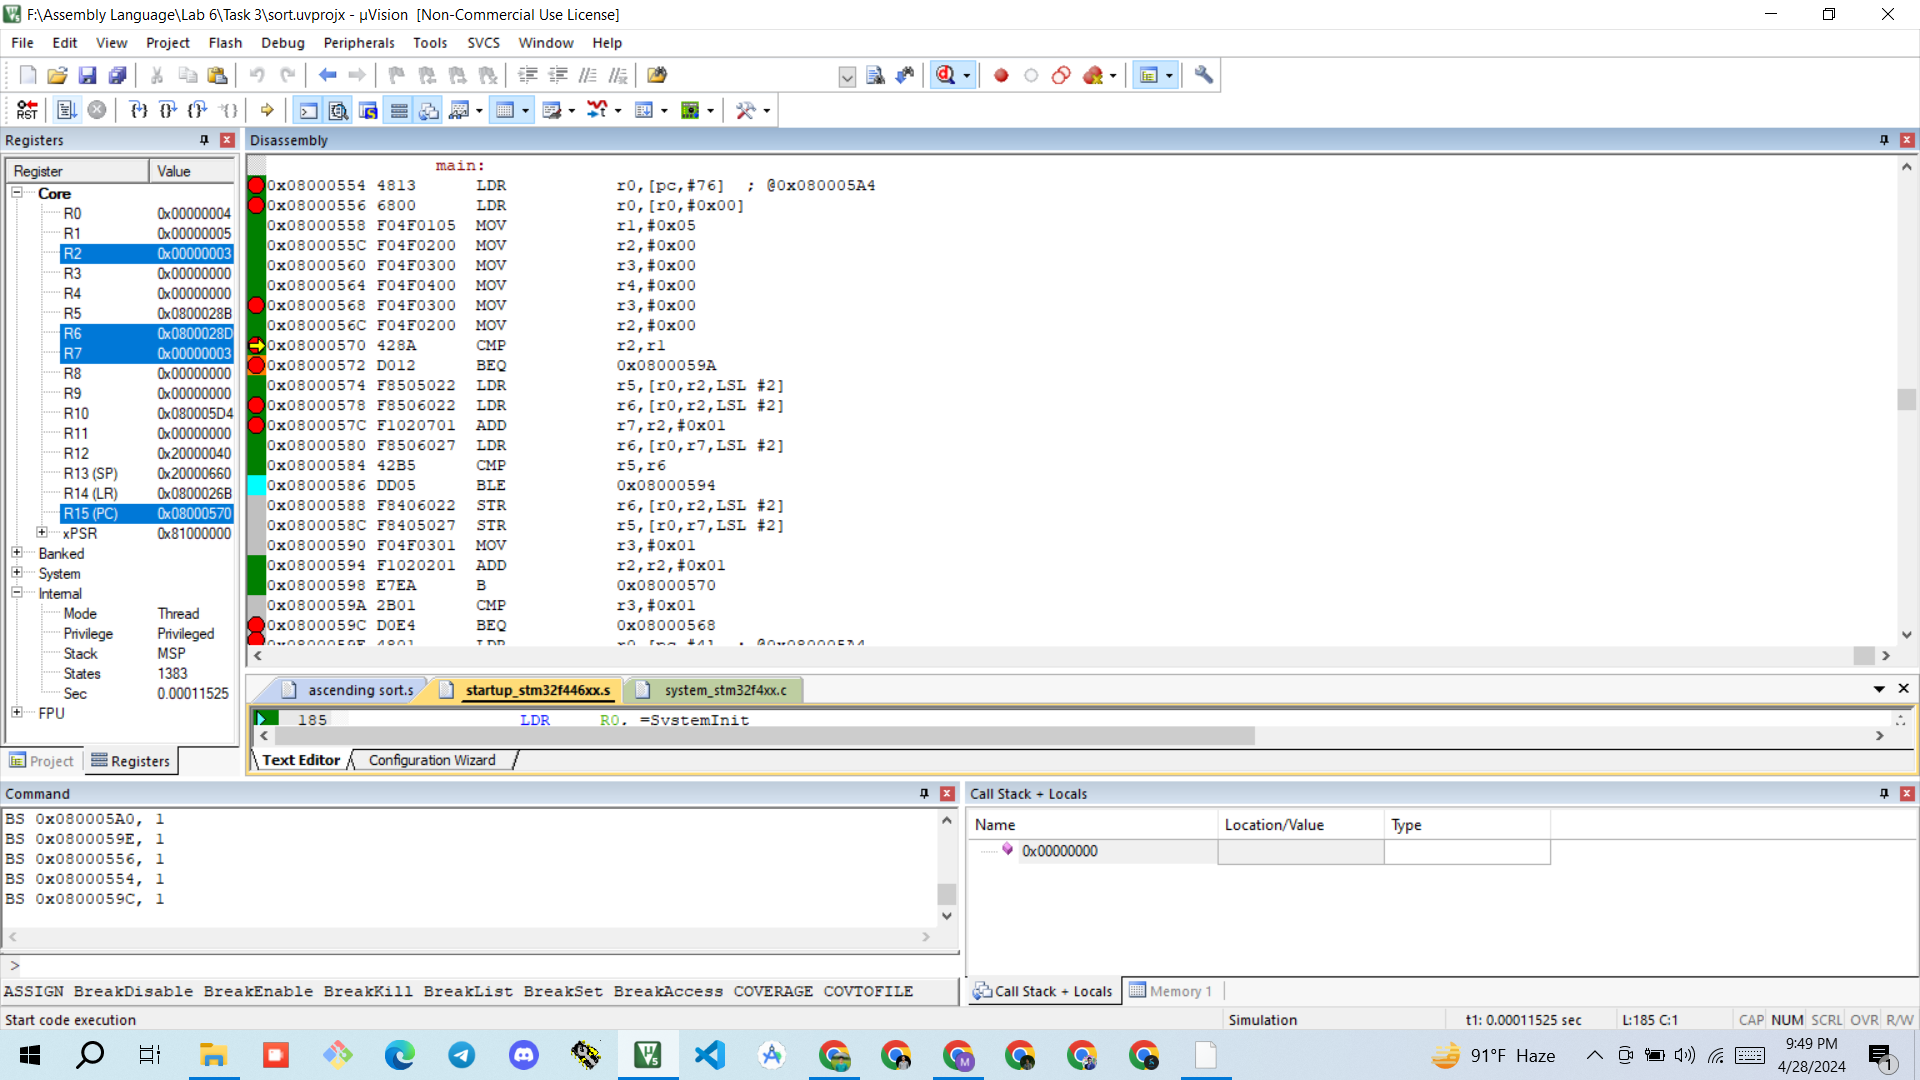 F:\Assembly Language\Lab 6\Task 3\sort.uvprojx - µVision  [Non-Commercial Use License]
File Edit View Project Flash Debug Peripherals Tools SVCS Window Help
Registers
Register Value
Core
R0 0x00000004
R1 0x00000005
R2 0x00000003
R3 0x00000000
R4 0x00000000
R5 0x0800028B
R6 0x0800028D
R7 0x00000003
R8 0x00000000
R9 0x00000000
R10 0x080005D4
R11 0x00000000
R12 0x20000040
R13 (SP) 0x20000660
R14 (LR) 0x0800026B
R15 (PC) 0x08000570
xPSR 0x81000000
Banked
System
Internal
Mode Thread
Privilege Privileged
Stack MSP
States 1383
Sec 0.00011525
FPU
Project Registers
Disassembly
main:
0x08000554 4813 LDR r0,[pc,#76] ; @0x080005A4
0x08000556 6800 LDR r0,[r0,#0x00]
0x08000558 F04F0105 MOV r1,#0x05
0x0800055C F04F0200 MOV r2,#0x00
0x08000560 F04F0300 MOV r3,#0x00
0x08000564 F04F0400 MOV r4,#0x00
0x08000568 F04F0300 MOV r3,#0x00
0x0800056C F04F0200 MOV r2,#0x00
0x08000570 428A CMP r2,r1
0x08000572 D012 BEQ 0x0800059A
0x08000574 F8505022 LDR r5,[r0,r2,LSL #2]
0x08000578 F8506022 LDR r6,[r0,r2,LSL #2]
0x0800057C F1020701 ADD r7,r2,#0x01
0x08000580 F8506027 LDR r6,[r0,r7,LSL #2]
0x08000584 42B5 CMP r5,r6
0x08000586 DD05 BLE 0x08000594
0x08000588 F8406022 STR r6,[r0,r2,LSL #2]
0x0800058C F8405027 STR r5,[r0,r7,LSL #2]
0x08000590 F04F0301 MOV r3,#0x01
0x08000594 F1020201 ADD r2,r2,#0x01
0x08000598 E7EA B 0x08000570
0x0800059A 2B01 CMP r3,#0x01
0x0800059C D0E4 BEQ 0x08000568
0x0800059E 4801 LDR r0,[pc,#4] ; @0x080005A4
ascending sort.s startup_stm32f446xx.s system_stm32f4xx.c
185 LDR R0, =SystemInit
Text Editor Configuration Wizard
Command
BS 0x080005A0, 1
BS 0x0800059E, 1
BS 0x08000556, 1
BS 0x08000554, 1
BS 0x0800059C, 1
>
ASSIGN BreakDisable BreakEnable BreakKill BreakList BreakSet BreakAccess COVERAGE COVTOFILE
Call Stack + Locals
Name Location/Value Type
0x00000000
Call Stack + Locals Memory 1
Start code execution Simulation t1: 0.00011525 sec L:185 C:1 CAP NUM SCRL OVR R/W
91°F Haze
9:49 PM
4/28/2024
1